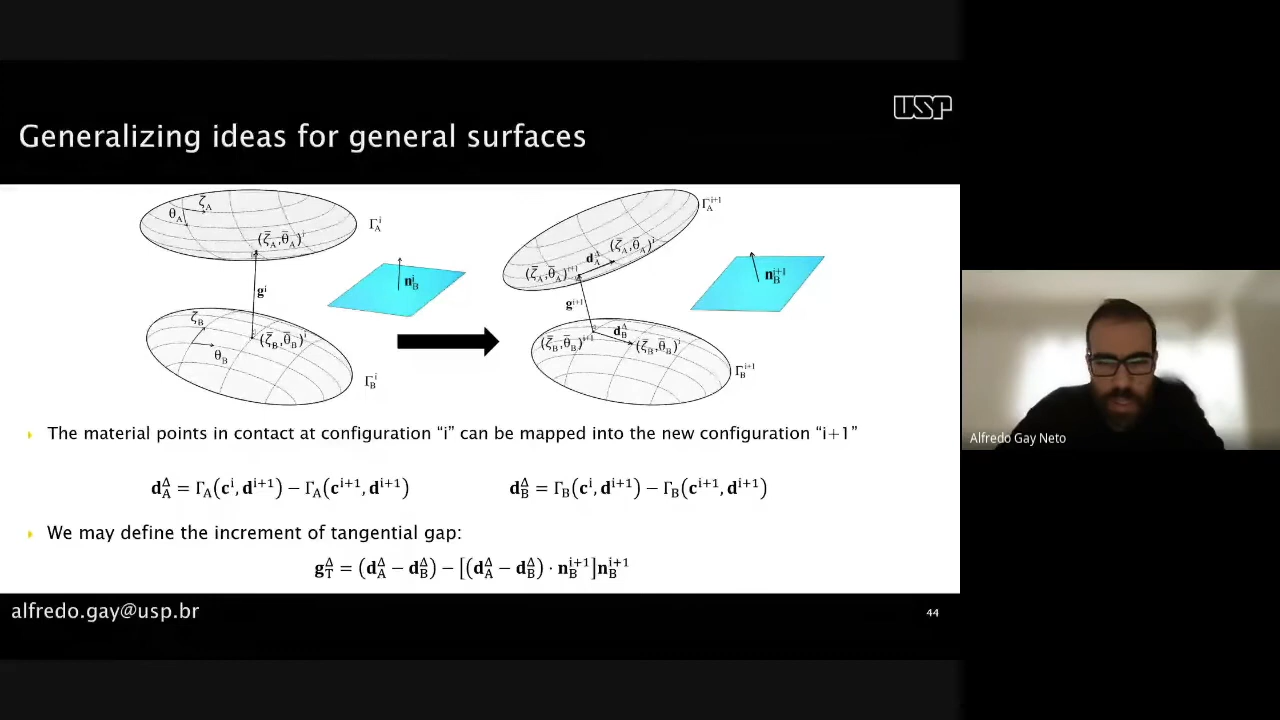 USP
Generalizing ideas for general surfaces
ζ_A
θ_A
(ζ̄_A,θ̄_A)^i
Γ_A^i
g^i
n_B^i
ζ_B
θ_B
(ζ̄_B,θ̄_B)^i
Γ_B^i
Γ_A^{i+1}
d_A^Δ
(ζ̄_A,θ̄_A)^i
(ζ̄_A,θ̄_A)^{i+1}
g^{i+1}
n_B^{i+1}
d_B^Δ
(ζ̄_B,θ̄_B)^{i+1}
(ζ̄_B,θ̄_B)^i
Γ_B^{i+1}
The material points in contact at configuration “i” can be mapped into the new configuration “i+1”
d_A^Δ = Γ_A(c^i, d^{i+1}) − Γ_A(c^{i+1}, d^{i+1}) d_B^Δ = Γ_B(c^i, d^{i+1}) − Γ_B(c^{i+1}, d^{i+1})
We may define the increment of tangential gap:
g_T^Δ = (d_A^Δ − d_B^Δ) − [(d_A^Δ − d_B^Δ) · n_B^{i+1}]n_B^{i+1}
alfredo.gay@usp.br
44
Alfredo Gay Neto